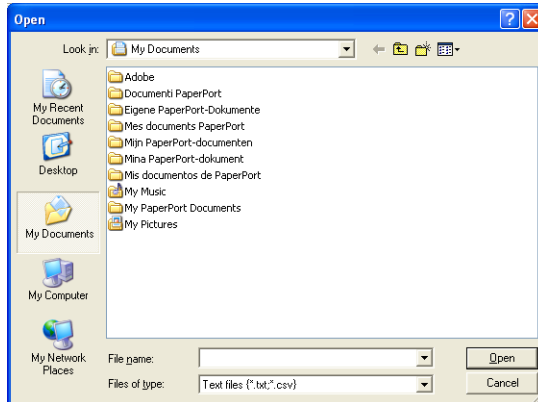 Open
Look in:
My Documents
My Recent
Documents
Desktop
My Documents
My Computer
My Network
Places
Adobe
Documenti PaperPort
Eigene PaperPort-Dokumente
Mes documents PaperPort
Mijn PaperPort-documenten
Mina PaperPort-dokument
Mis documentos de PaperPort
My Music
My PaperPort Documents
My Pictures
File name:
Open
Files of type:
Text files {*.txt;*.csv}
Cancel